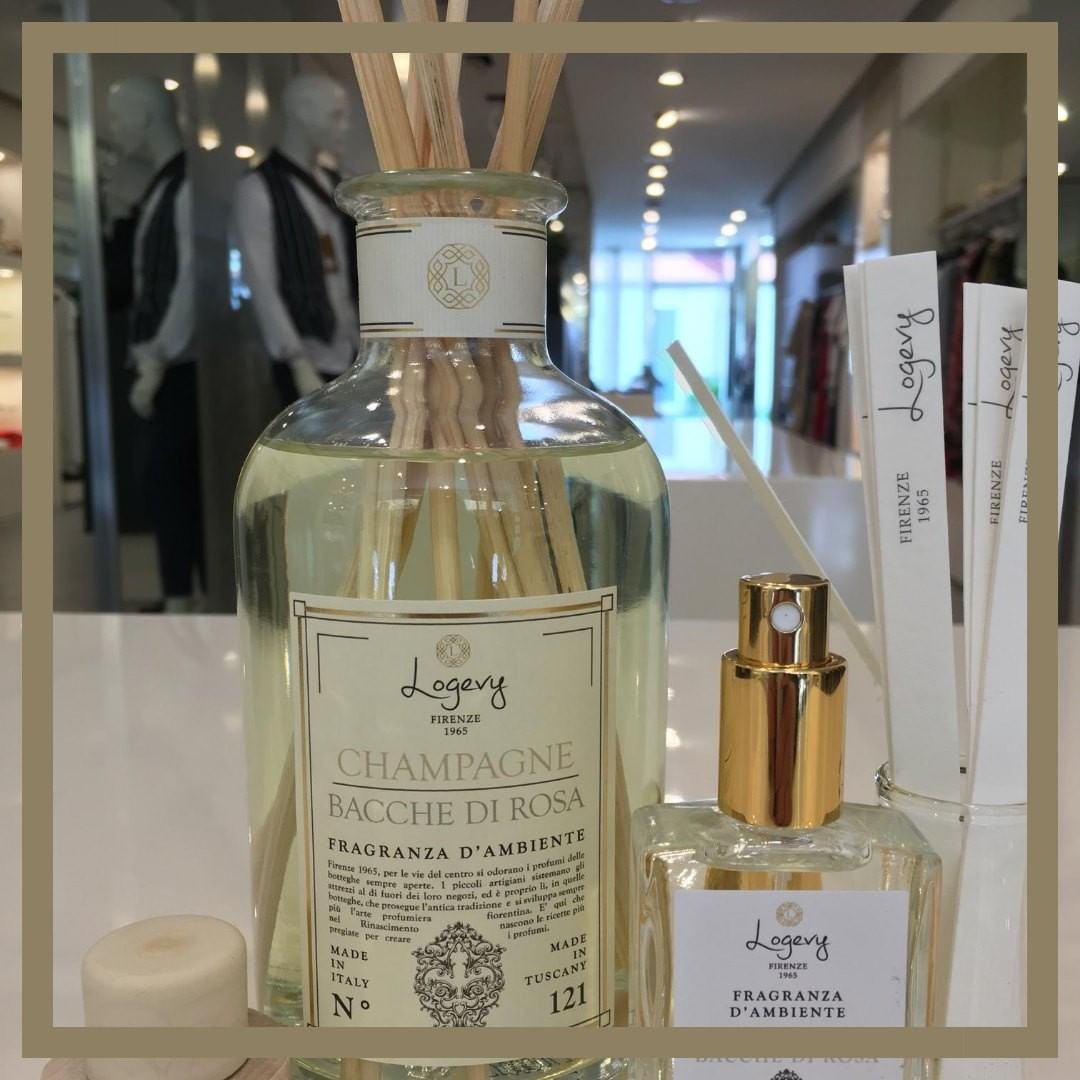 L
L
Logevy
FIRENZE
1965
CHAMPAGNE
BACCHE DI ROSA
FRAGRANZA D'AMBIENTE
Firenze 1965, per le vie del centro si odorano i profumi delle
botteghe sempre aperte. I piccoli artigiani sistemano gli
attrezzi al di fuori dei loro negozi, ed è proprio lì, in quelle
botteghe, che prosegue l'antica tradizione e si sviluppa sempre
più l'arte profumiera fiorentina. E' qui che
nel Rinascimento nascono le ricette più
pregiate per creare i profumi.
MADE
IN
ITALY
N° 
MADE
IN
TUSCANY
121
Logevy
FIRENZE
1965
FRAGRANZA
D'AMBIENTE
BACCHE DI ROSA
Logevy
FIRENZE
1965
Logevy
FIRENZE